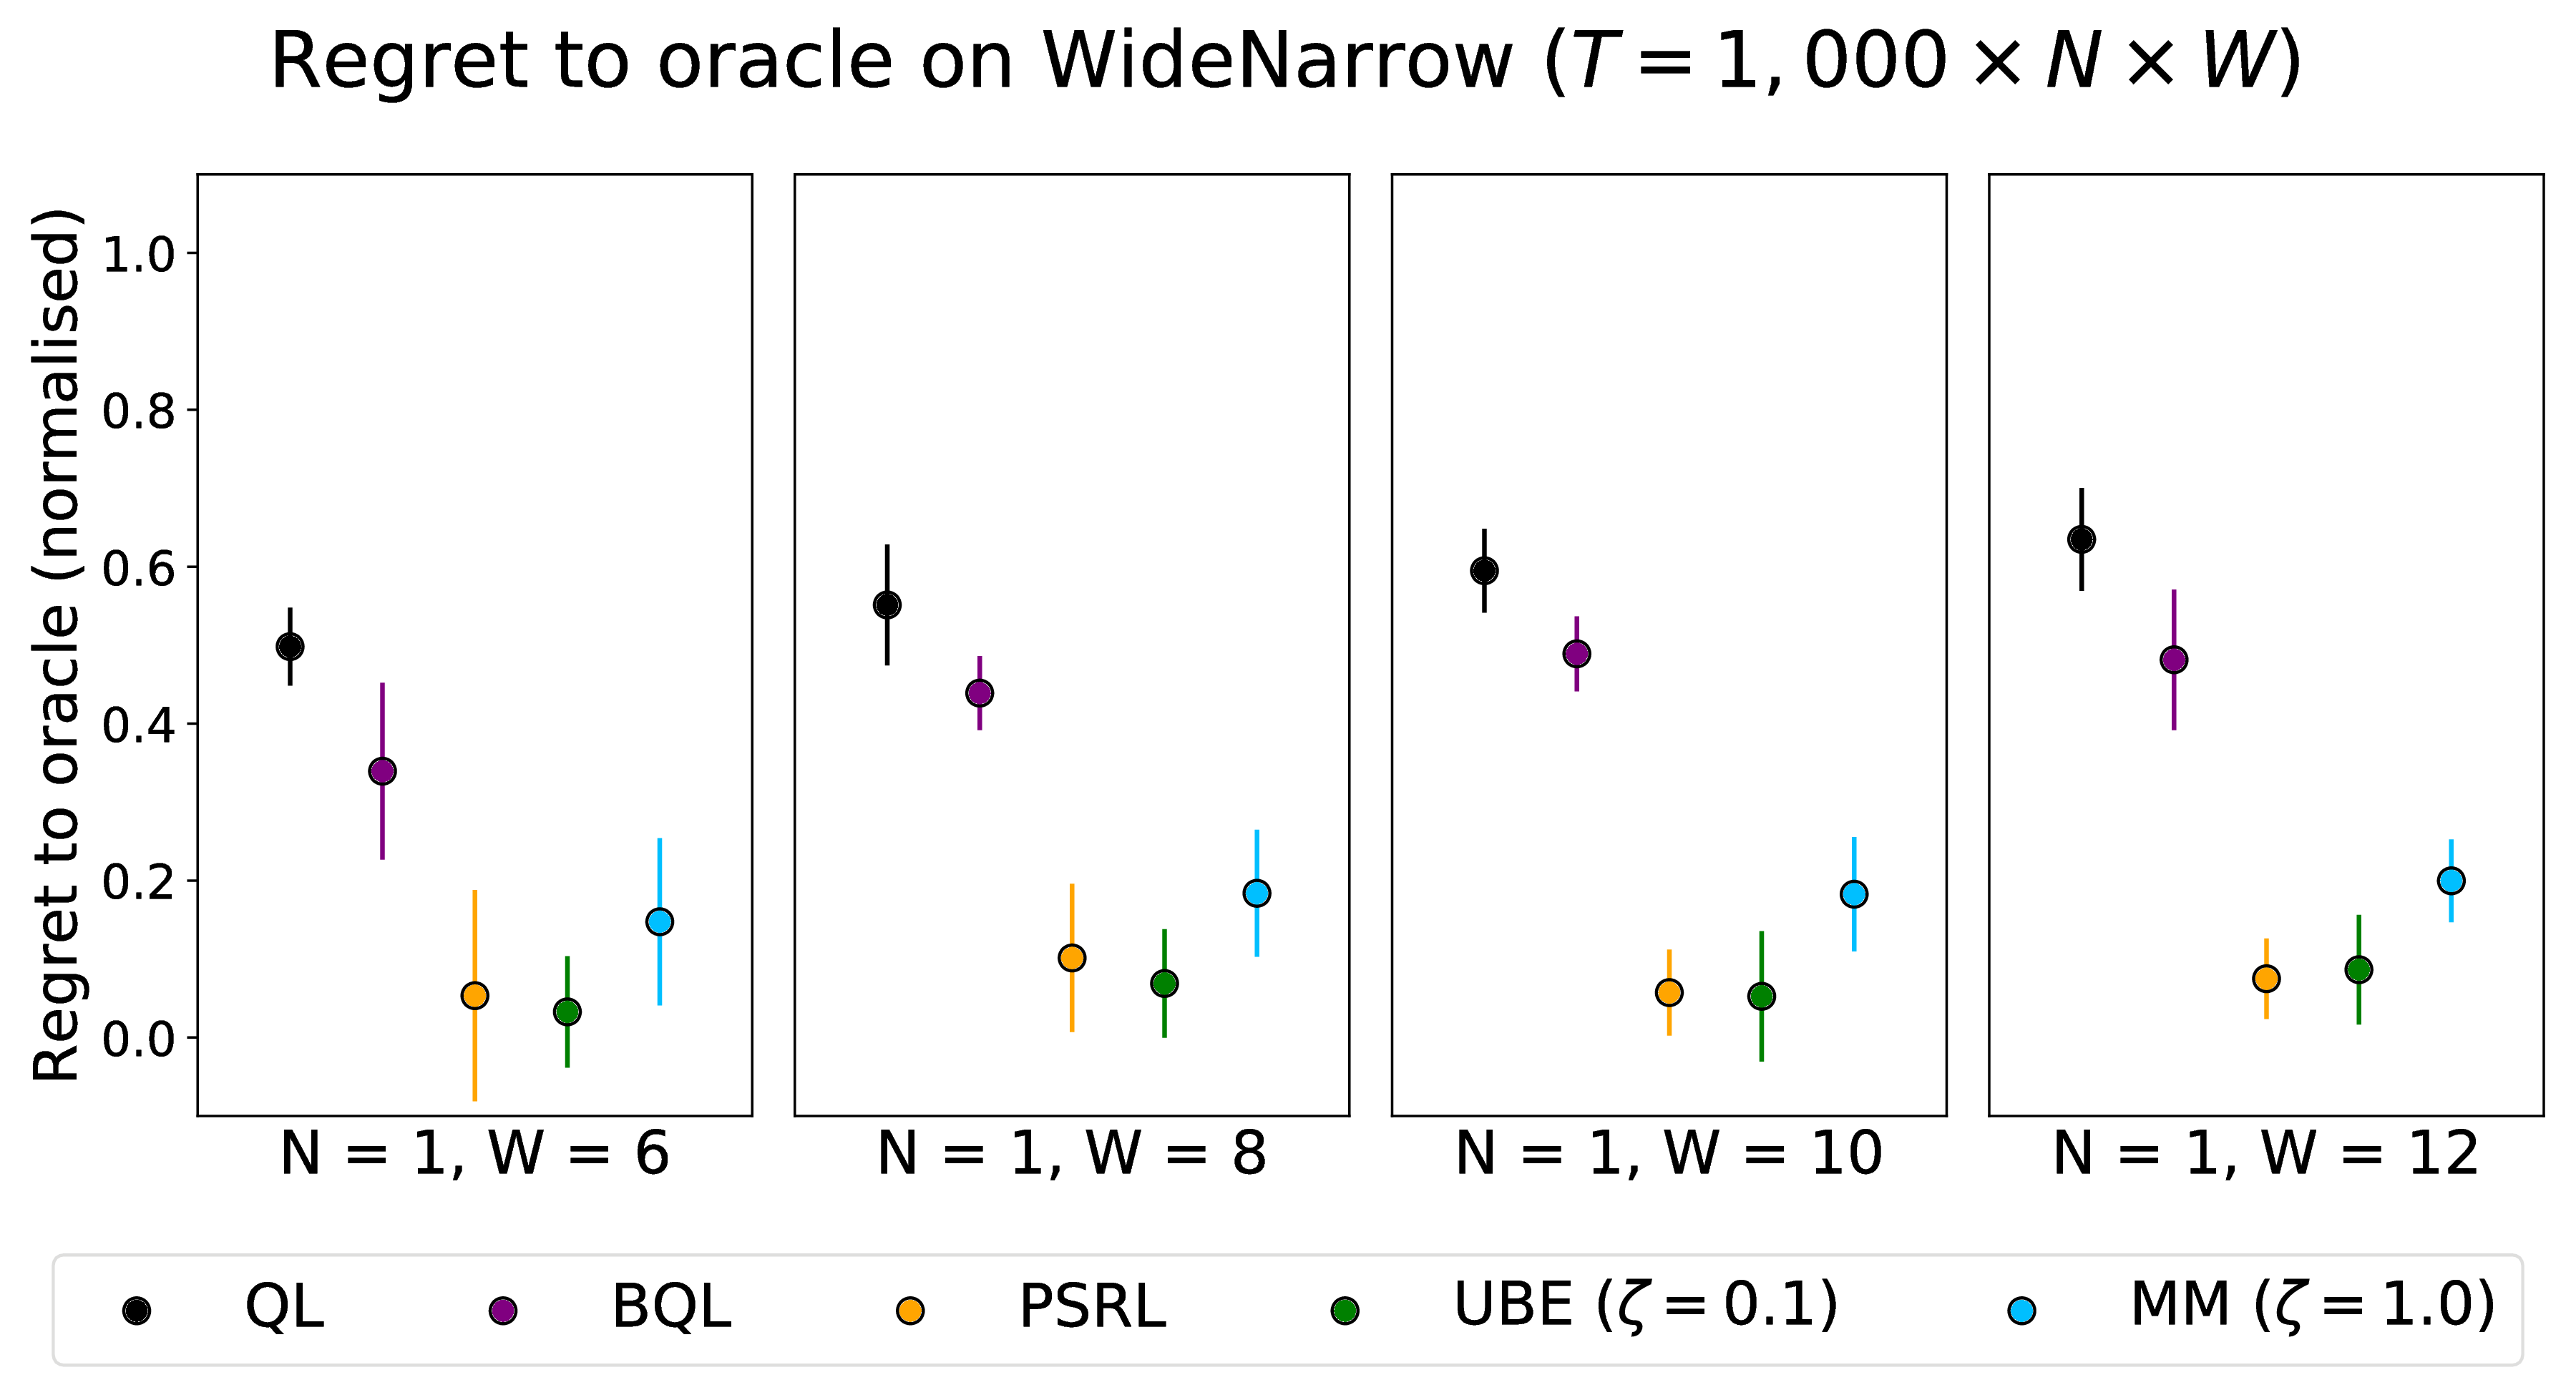 Regret to oracle on WideNarrow (T = 1, 000 × N × W)
Regret to oracle (normalised)
1.0
0.8
0.6
0.4
0.2
0.0
N = 1, W = 6
N = 1, W = 8
N = 1, W = 10
N = 1, W = 12
QL BQL PSRL UBE (ζ = 0.1) MM (ζ = 1.0)